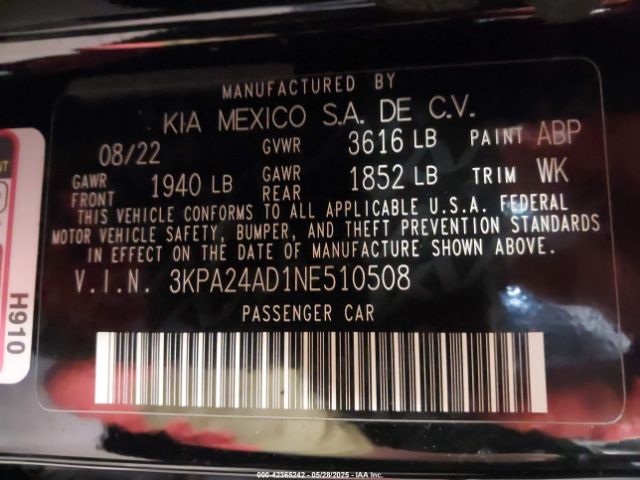 MANUFACTURED BY
KIA MEXICO S.A. DE C.V.
08/22 GVWR 3616 LB PAINT ABP
GAWR FRONT 1940 LB GAWR REAR 1852 LB TRIM WK
THIS VEHICLE CONFORMS TO ALL APPLICABLE U.S.A. FEDERAL
MOTOR VEHICLE SAFETY, BUMPER, AND THEFT PREVENTION STANDARDS
IN EFFECT ON THE DATE OF MANUFACTURE SHOWN ABOVE.
V.I.N. 3KPA24AD1NE510508
PASSENGER CAR
H910
000-42365242 - 05/28/2025 - IAA Inc.